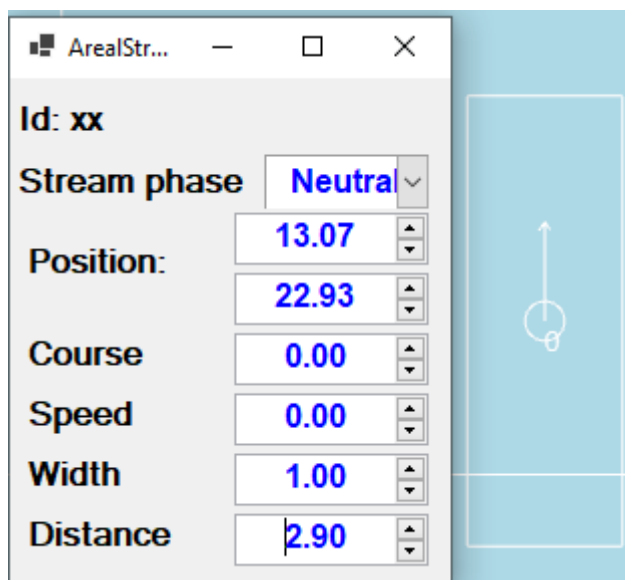 ArealStr...
Id: xx
Stream phase Neutral
13.07
Position:
22.93
Course 0.00
Speed 0.00
Width 1.00
Distance 2.90
0